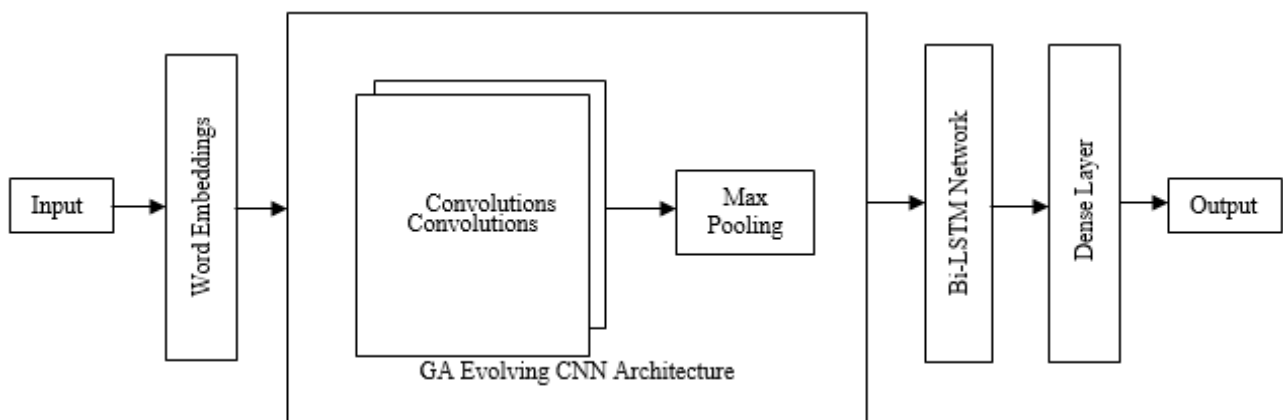 Input
Word Embeddings
Convolutions
Convolutions
Max
Pooling
GA Evolving CNN Architecture
Bi-LSTM Network
Dense Layer
Output